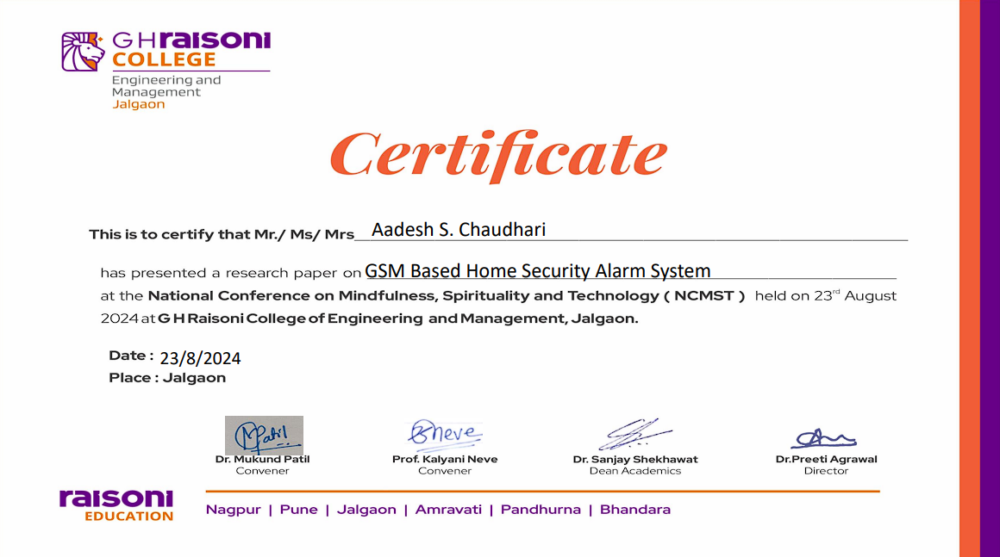 GHraisoni
COLLEGE
Engineering and
Management
Jalgaon
Certificate
This is to certify that Mr./ Ms/ Mrs Aadesh S. Chaudhari
has presented a research paper on GSM Based Home Security Alarm System
at the National Conference on Mindfulness, Spirituality and Technology ( NCMST ) held on 23rd August
2024 at G H Raisoni College of Engineering and Management, Jalgaon.
Date : 23/8/2024
Place : Jalgaon
MPatil
SNeve
Dr. Mukund Patil
Convener
Prof. Kalyani Neve
Convener
Dr. Sanjay Shekhawat
Dean Academics
Dr.Preeti Agrawal
Director
raisoni
EDUCATION
Nagpur | Pune | Jalgaon | Amravati | Pandhurna | Bhandara